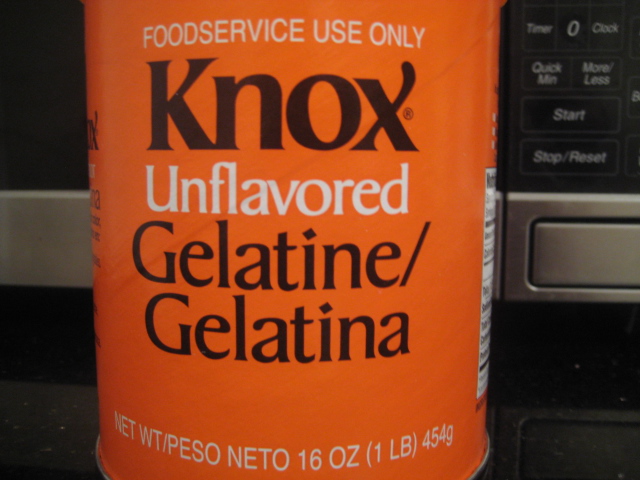 FOODSERVICE USE ONLY
Knox®
Unflavored
Gelatine/
Gelatina
NET WT/PESO NETO 16 OZ (1 LB) 454g
Timer 0 Clock
Quick Min
More/ Less
Start
Stop/Reset